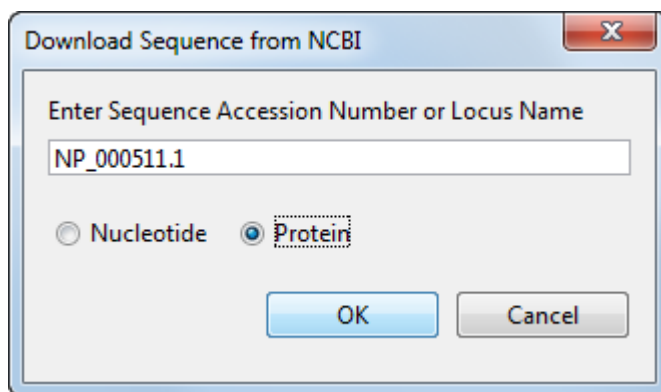 Download Sequence from NCBI
Enter Sequence Accession Number or Locus Name
NP_000511.1
Nucleotide Protein
OK Cancel